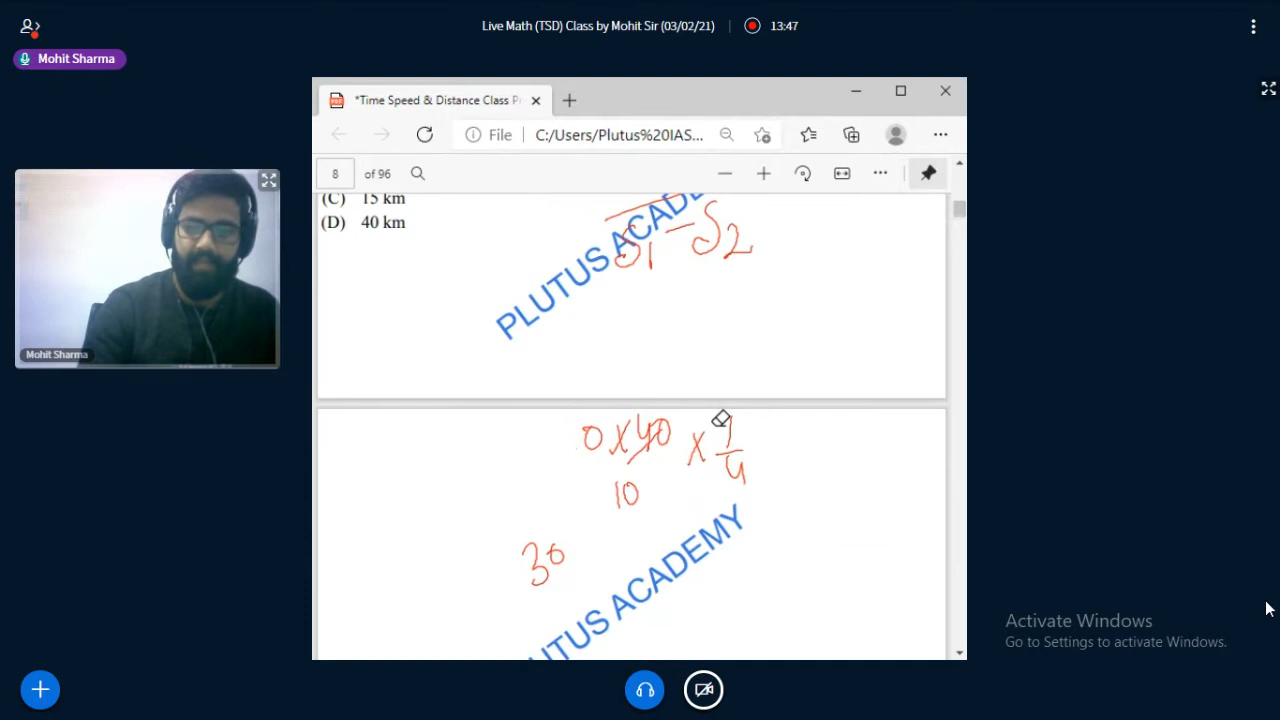 Live Math (TSD) Class by Mohit Sir (03/02/21)
13:47
Mohit Sharma
*Time Speed & Distance Class Pr
File
C:/Users/Plutus%20IAS...
8
of 96
(C) 15 km
(D) 40 km
S1 - S2
PLUTUS ACADEMY
0 x 40 x 1/4
10
30
PLUTUS ACADEMY
Mohit Sharma
Activate Windows
Go to Settings to activate Windows.